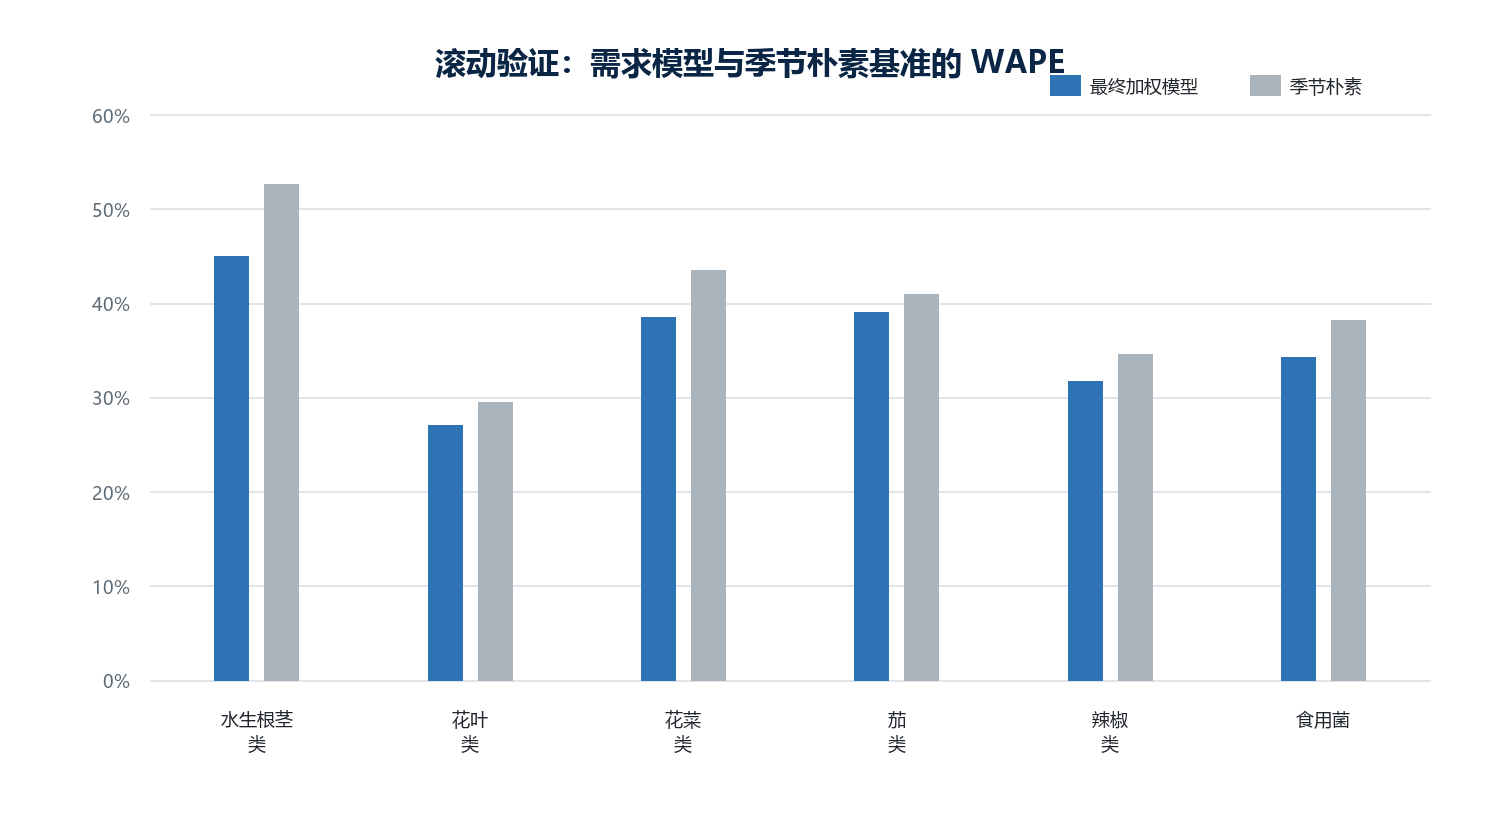 滚动验证：需求模型与季节朴素基准的 WAPE
最终加权模型
季节朴素
60%
50%
40%
30%
20%
10%
0%
水生根茎
类
花叶
类
花菜
类
茄
类
辣椒
类
食用菌